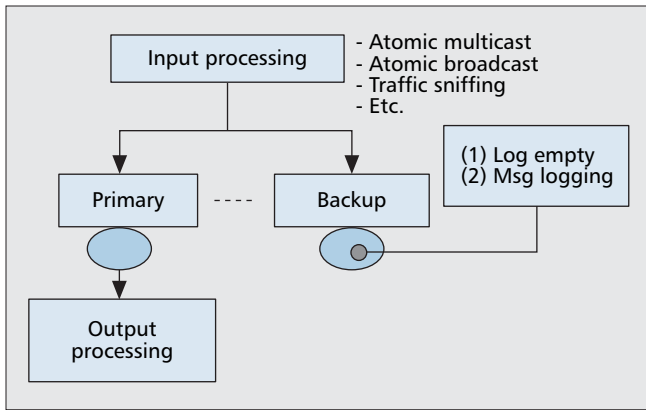 Input processing
- Atomic multicast
- Atomic broadcast
- Traffic sniffing
- Etc.
(1) Log empty
(2) Msg logging
Primary
Backup
Output
processing